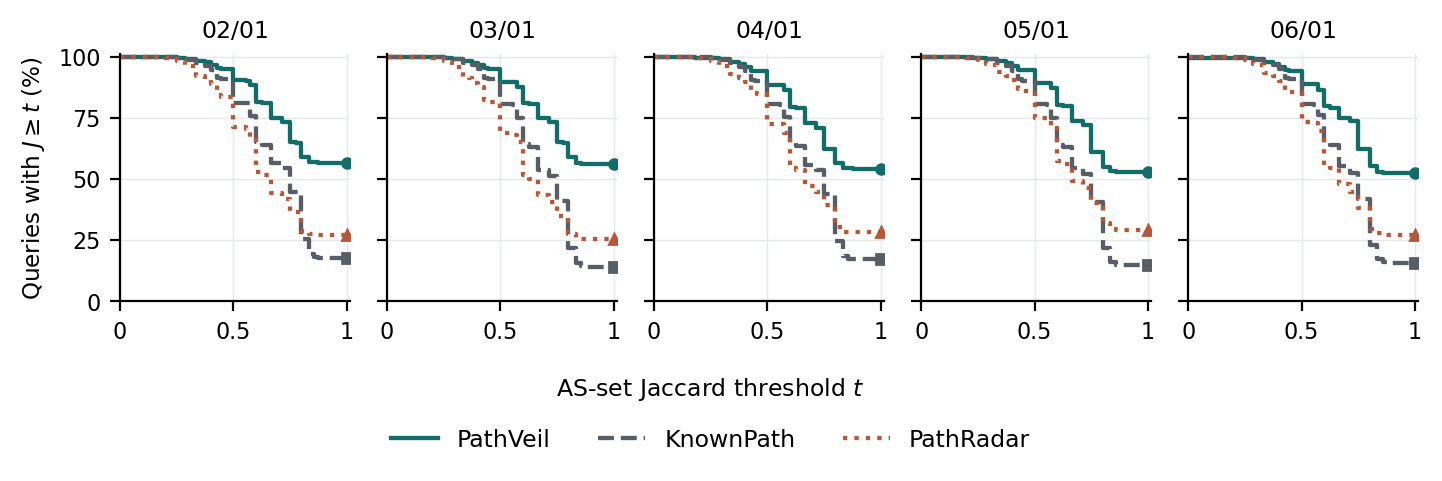 02/01 03/01 04/01 05/01 06/01
Queries with J ≥ t (%)
100
75
50
25
0
0 0.5 1 0 0.5 1 0 0.5 1 0 0.5 1 0 0.5 1
AS-set Jaccard threshold t
PathVeil KnownPath PathRadar